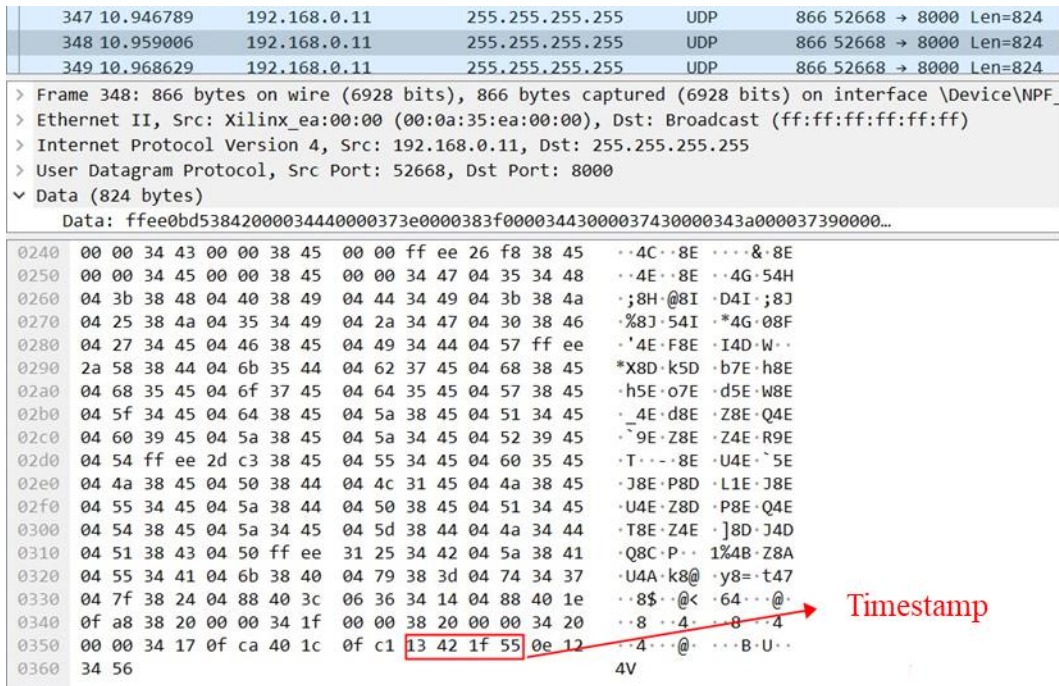 347 10.946789 192.168.0.11 255.255.255.255 UDP 866 52668 → 8000 Len=824
348 10.959006 192.168.0.11 255.255.255.255 UDP 866 52668 → 8000 Len=824
349 10.968629 192.168.0.11 255.255.255.255 UDP 866 52668 → 8000 Len=824
> Frame 348: 866 bytes on wire (6928 bits), 866 bytes captured (6928 bits) on interface \Device\NPF_
> Ethernet II, Src: Xilinx_ea:00:00 (00:0a:35:ea:00:00), Dst: Broadcast (ff:ff:ff:ff:ff:ff)
> Internet Protocol Version 4, Src: 192.168.0.11, Dst: 255.255.255.255
> User Datagram Protocol, Src Port: 52668, Dst Port: 8000
∨ Data (824 bytes)
Data: ffee0bd538420000344400003​73e0000383f000034430000374300003​43a000037390000…
0240 00 00 34 43 00 00 38 45 00 00 ff ee 26 f8 38 45 ··4C··8E ····&·8E
0250 00 00 34 45 00 00 38 45 00 00 34 47 04 35 34 48 ··4E··8E ··4G·54H
0260 04 3b 38 48 04 40 38 49 04 44 34 49 04 3b 38 4a ·;8H·@8I ·D4I·;8J
0270 04 25 38 4a 04 35 34 49 04 2a 34 47 04 30 38 46 ·%8J·54I ·*4G·08F
0280 04 27 34 45 04 46 38 45 04 49 34 44 04 57 ff ee ·'4E·F8E ·I4D·W··
0290 2a 58 38 44 04 6b 35 44 04 62 37 45 04 68 38 45 *X8D·k5D ·b7E·h8E
02a0 04 68 35 45 04 6f 37 45 04 64 35 45 04 57 38 45 ·h5E·o7E ·d5E·W8E
02b0 04 5f 34 45 04 64 38 45 04 5a 38 45 04 51 34 45 ·_4E·d8E ·Z8E·Q4E
02c0 04 60 39 45 04 5a 38 45 04 5a 34 45 04 52 39 45 ·`9E·Z8E ·Z4E·R9E
02d0 04 54 ff ee 2d c3 38 45 04 55 34 45 04 60 35 45 ·T··-·8E ·U4E·`5E
02e0 04 4a 38 45 04 50 38 44 04 4c 31 45 04 4a 38 45 ·J8E·P8D ·L1E·J8E
02f0 04 55 34 45 04 5a 38 44 04 50 38 45 04 51 34 45 ·U4E·Z8D ·P8E·Q4E
0300 04 54 38 45 04 5a 34 45 04 5d 38 44 04 4a 34 44 ·T8E·Z4E ·]8D·J4D
0310 04 51 38 43 04 50 ff ee 31 25 34 42 04 5a 38 41 ·Q8C·P·· 1%4B·Z8A
0320 04 55 34 41 04 6b 38 40 04 79 38 3d 04 74 34 37 ·U4A·k8@ ·y8=·t47
0330 04 7f 38 24 04 88 40 3c 06 36 34 14 04 88 40 1e ··8$··@< ·64···@·
0340 0f a8 38 20 00 00 34 1f 00 00 38 20 00 00 34 20 ··8 ··4· ··8 ··4
0350 00 00 34 17 0f ca 40 1c 0f c1 13 42 1f 55 0e 12 ··4···@· ···B·U··
0360 34 56 4V
Timestamp